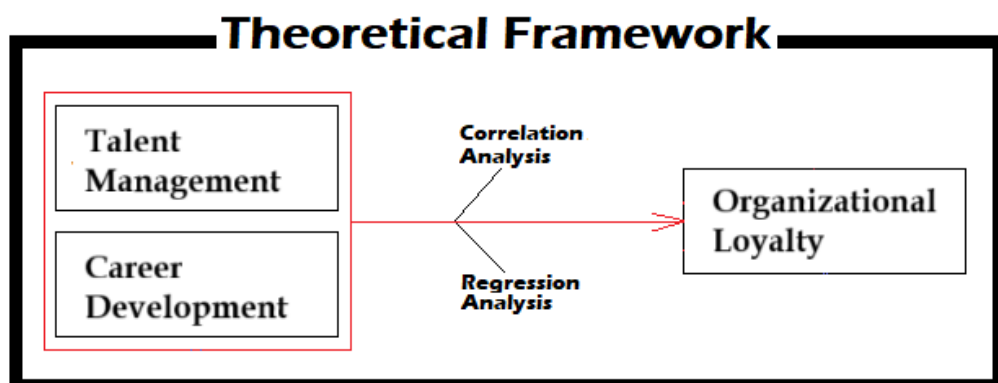 Theoretical Framework
Talent
Management
Career
Development
Correlation
Analysis
Regression
Analysis
Organizational
Loyalty